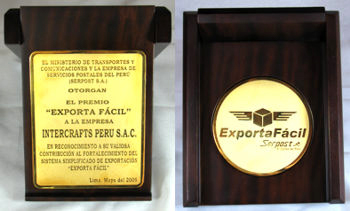 EL MINISTERIO DE TRANSPORTES Y
COMUNICACIONES Y LA EMPRESA DE
SERVICIOS POSTALES DEL PERÚ
(SERPOST S.A.)
OTORGAN
EL PREMIO
"EXPORTA FÁCIL"
A LA EMPRESA
INTERCRAFTS PERU S.A.C.
EN RECONOCIMIENTO A SU VALIOSA
CONTRIBUCIÓN AL FORTALECIMIENTO DEL
SISTEMA SIMPLIFICADO DE EXPORTACIÓN
"EXPORTA FÁCIL"
Lima, Mayo del 2009
ExportaFácil
Serpost